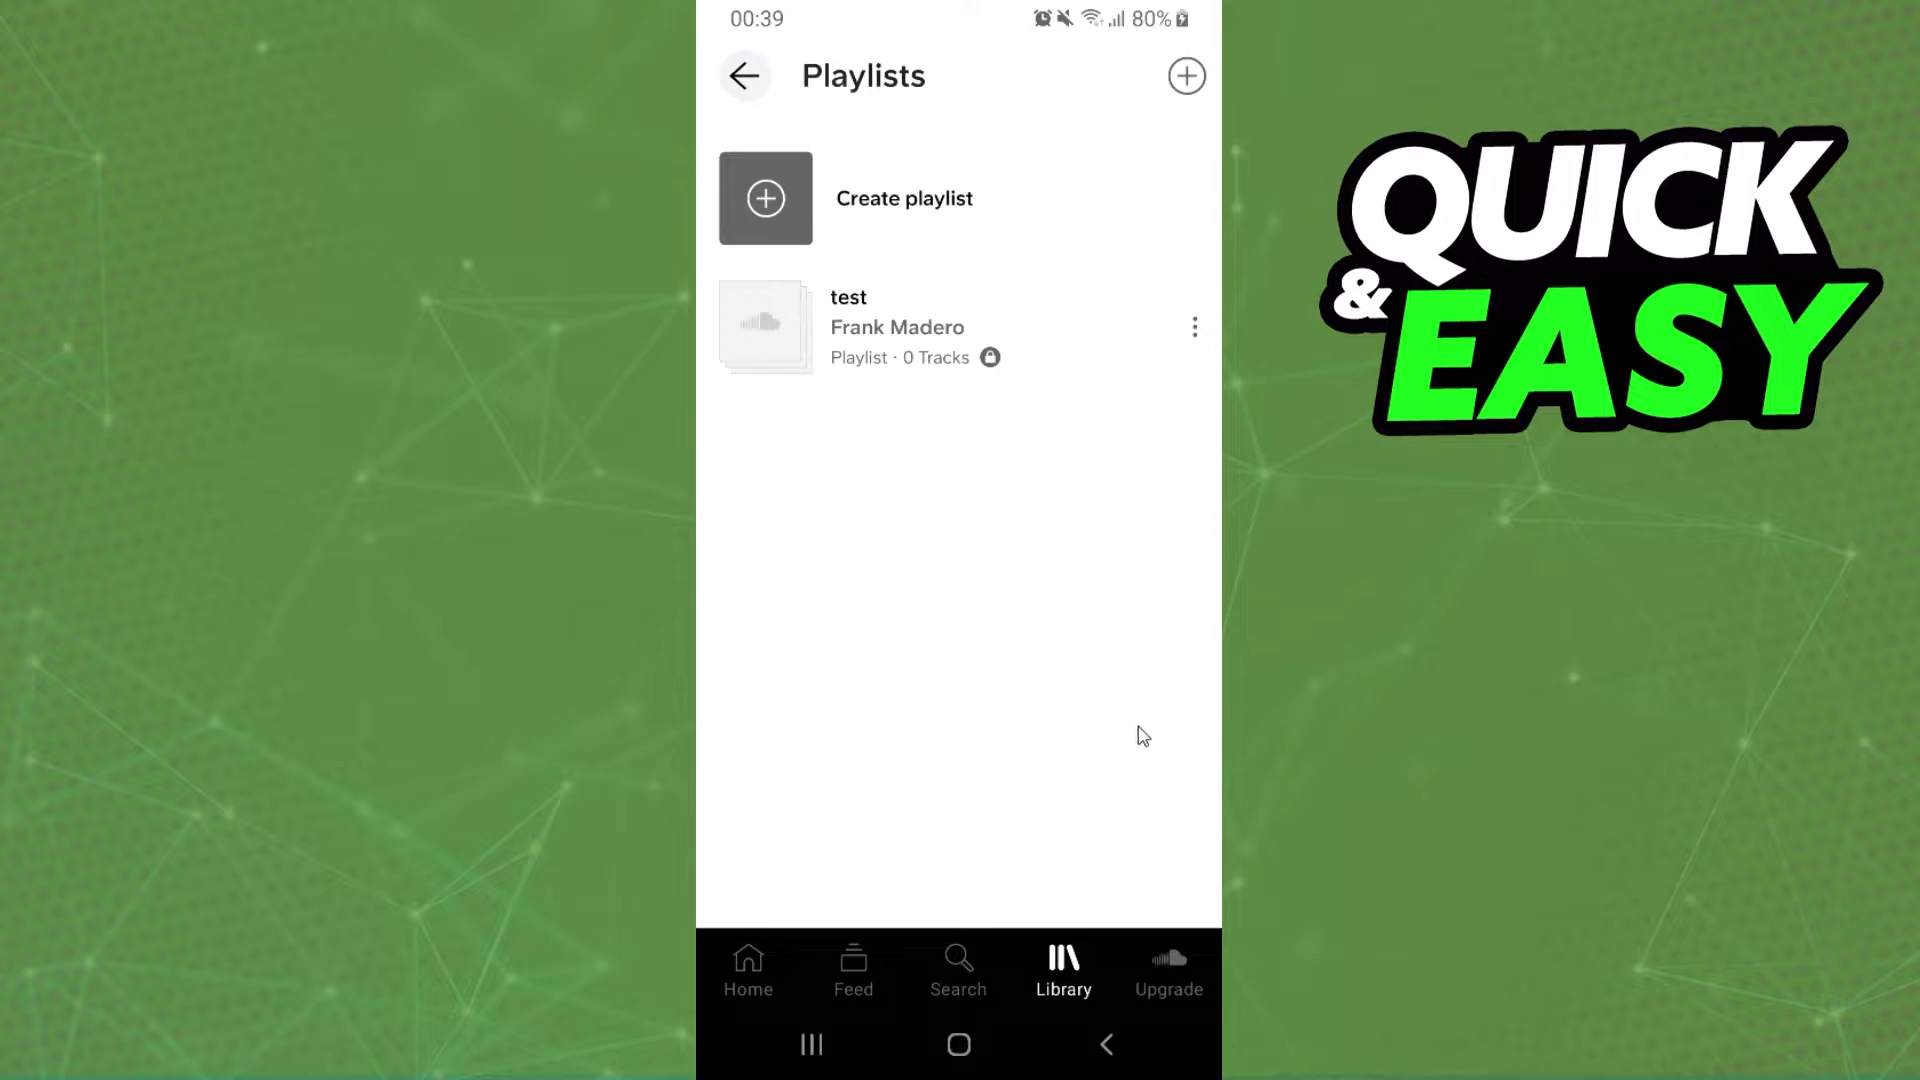 00:39
80%
Playlists
Create playlist
test
Frank Madero
Playlist · 0 Tracks
QUICK
& EASY
Home
Feed
Search
Library
Upgrade